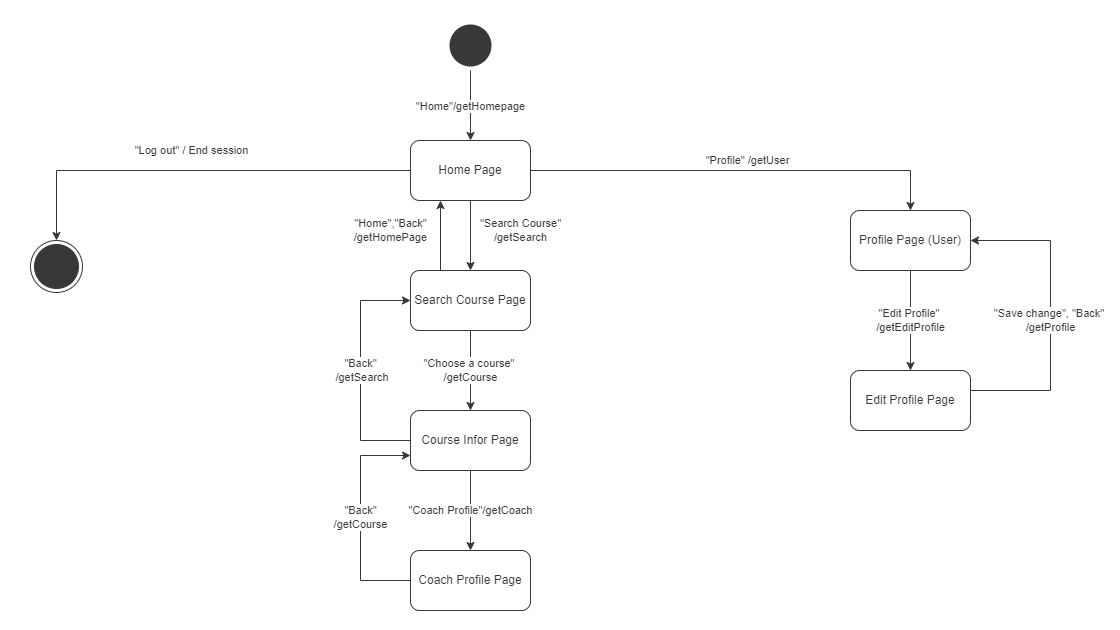 "Home"/getHomepage
"Log out" / End session
Home Page
"Profile" /getUser
"Home","Back"
/getHomePage
"Search Course"
/getSearch
Profile Page (User)
Search Course Page
"Edit Profile"
/getEditProfile
"Save change", "Back"
/getProfile
"Back"
/getSearch
"Choose a course"
/getCourse
Edit Profile Page
Course Infor Page
"Back"
/getCourse
"Coach Profile"/getCoach
Coach Profile Page